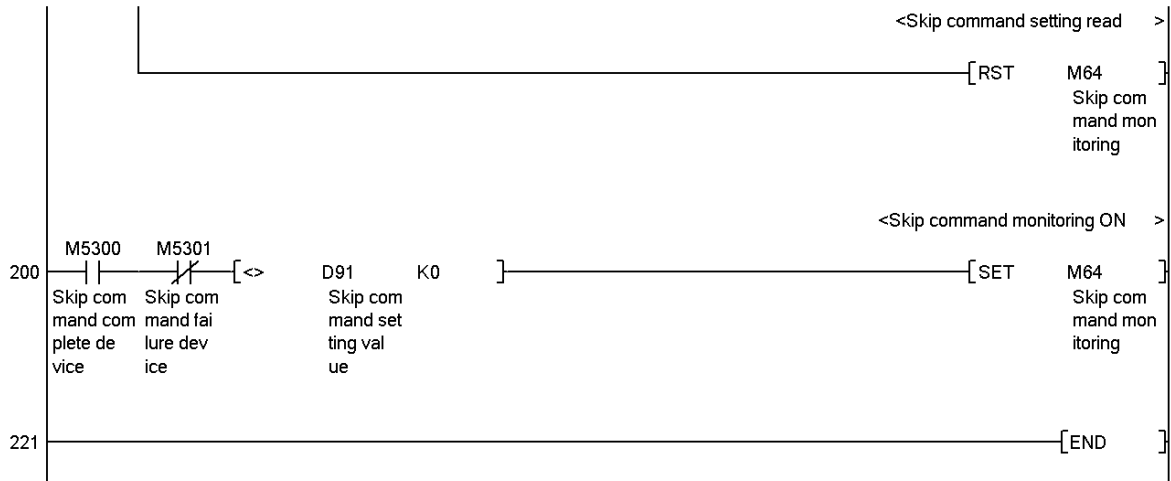 <Skip command setting read >
[RST M64 ]
Skip com
mand mon
itoring
<Skip command monitoring ON >
M5300 M5301
200 [<> D91 K0 ] [SET M64 ]
Skip com Skip com Skip com Skip com
mand com mand fai mand set mand mon
plete de lure dev ting val itoring
vice ice ue
221 [END ]